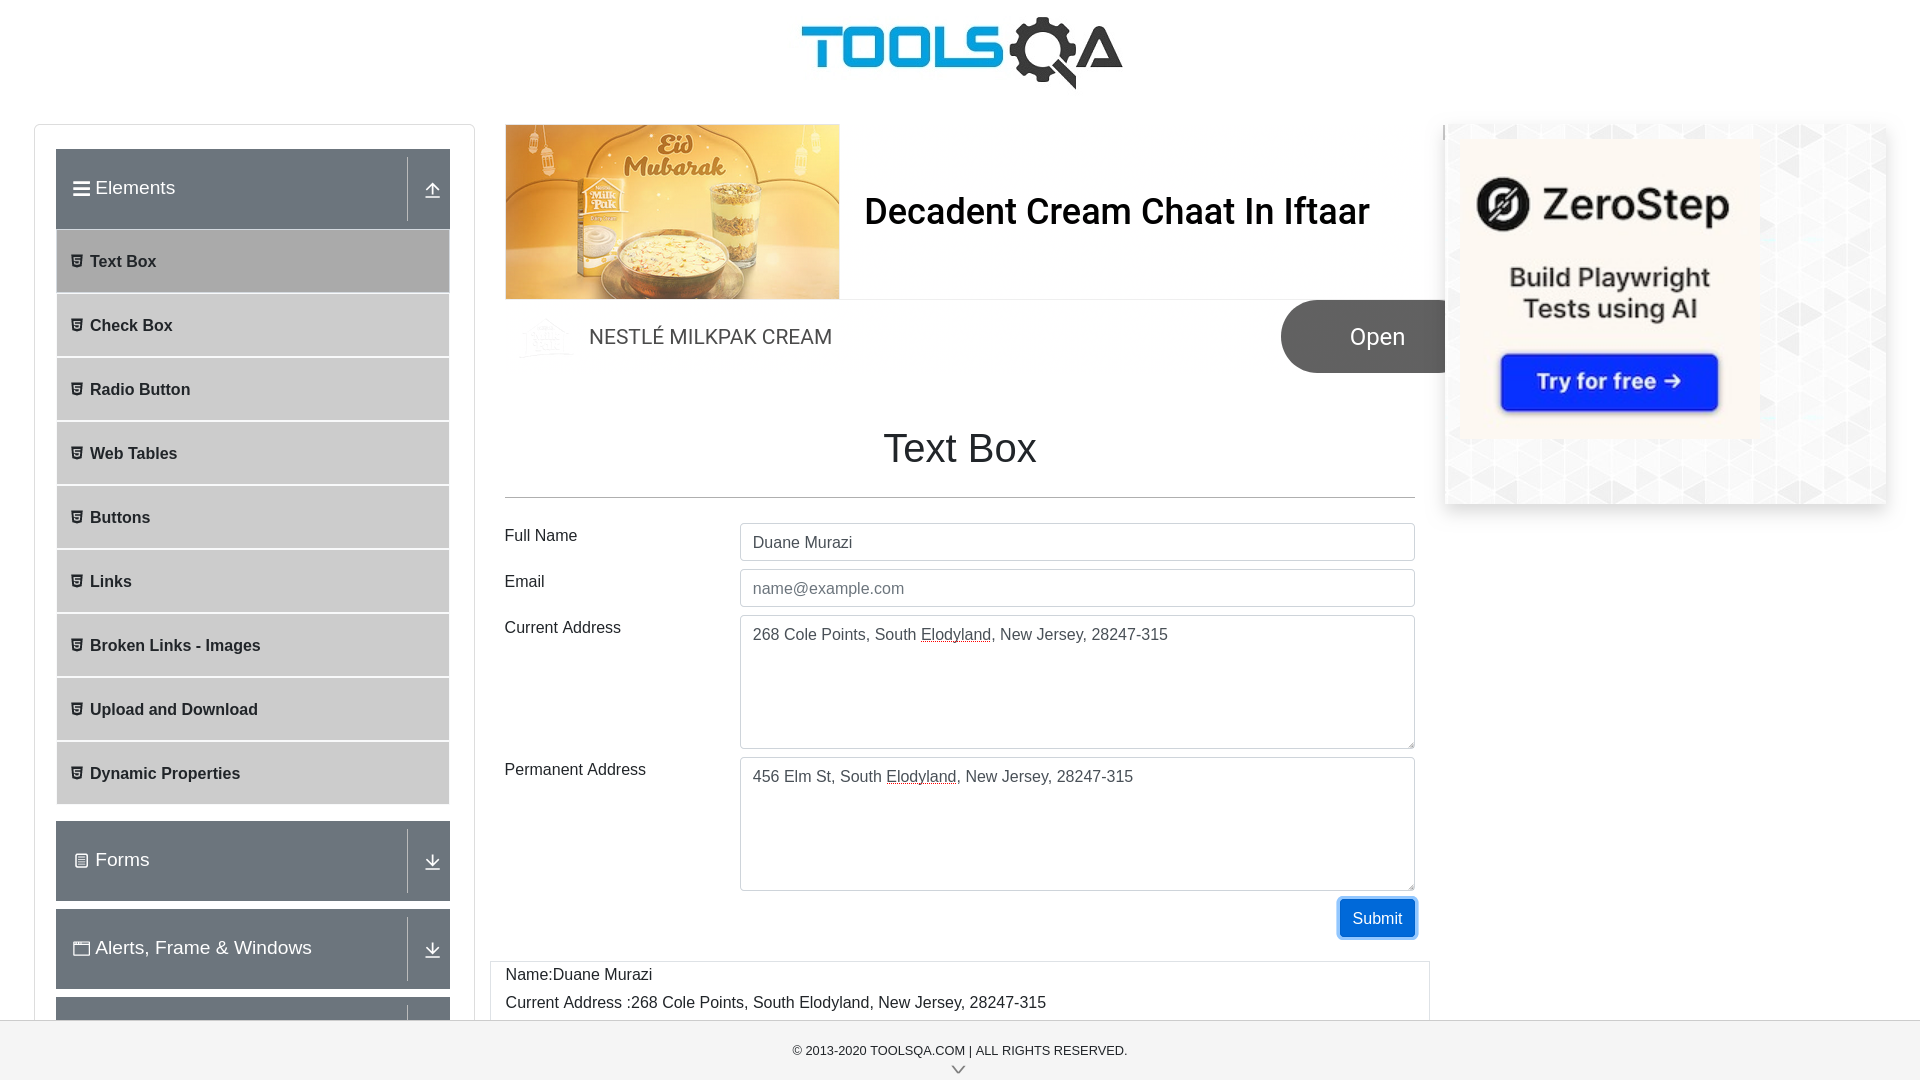 TOOLSQA
Elements
Text Box
Check Box
Radio Button
Web Tables
Buttons
Links
Broken Links - Images
Upload and Download
Dynamic Properties
Forms
Alerts, Frame & Windows
Eid
Mubarak
Milk
Pak
Decadent Cream Chaat In Iftaar
NESTLÉ MILKPAK CREAM
Open
Text Box
Full Name
Duane Murazi
Email
name@example.com
Current Address
268 Cole Points, South Elodyland, New Jersey, 28247-315
Permanent Address
456 Elm St, South Elodyland, New Jersey, 28247-315
Submit
Name:Duane Murazi
Current Address :268 Cole Points, South Elodyland, New Jersey, 28247-315
ZeroStep
Build Playwright
Tests using AI
Try for free →
© 2013-2020 TOOLSQA.COM | ALL RIGHTS RESERVED.